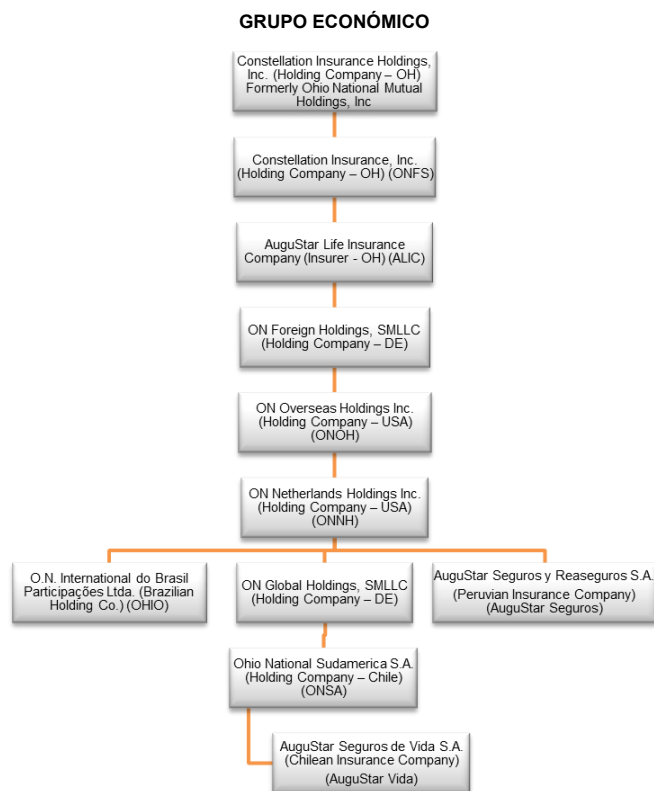 GRUPO ECONÓMICO
Constellation Insurance Holdings,
Inc. (Holding Company – OH)
Formerly Ohio National Mutual
Holdings, Inc
Constellation Insurance, Inc.
(Holding Company – OH) (ONFS)
AuguStar Life Insurance
Company (Insurer - OH) (ALIC)
ON Foreign Holdings, SMLLC
(Holding Company – DE)
ON Overseas Holdings Inc.
(Holding Company – USA)
(ONOH)
ON Netherlands Holdings Inc.
(Holding Company – USA)
(ONNH)
O.N. International do Brasil
Participações Ltda. (Brazilian
Holding Co.) (OHIO)
ON Global Holdings, SMLLC
(Holding Company – DE)
AuguStar Seguros y Reaseguros S.A.
(Peruvian Insurance Company)
(AuguStar Seguros)
Ohio National Sudamerica S.A.
(Holding Company – Chile)
(ONSA)
AuguStar Seguros de Vida S.A.
(Chilean Insurance Company)
(AuguStar Vida)